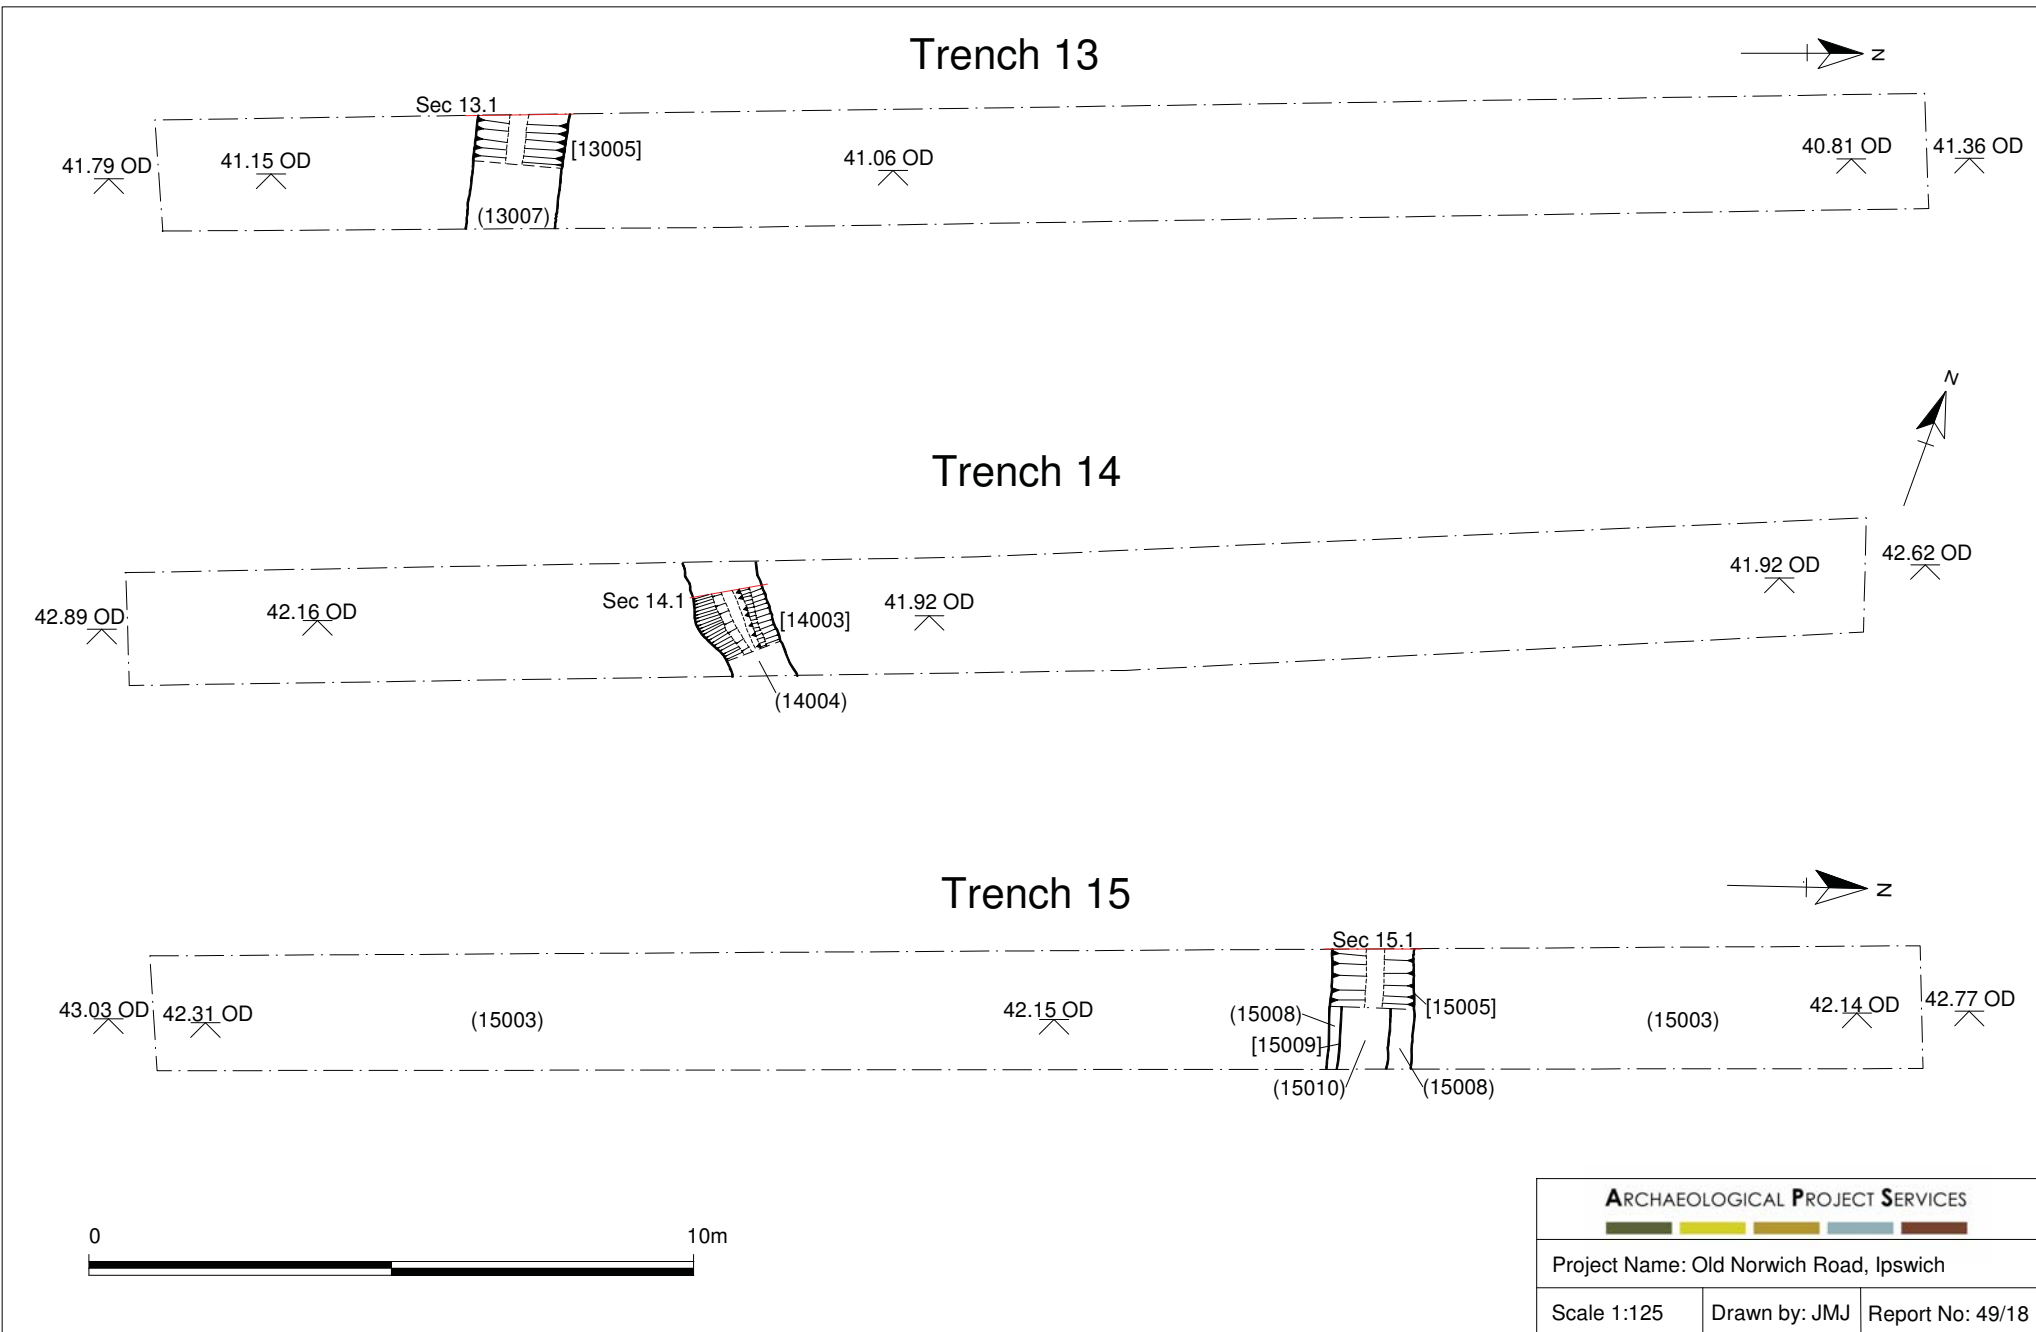 Trench 13
N
Sec 13.1
41.79 OD
41.15 OD
[13005]
41.06 OD
40.81 OD
41.36 OD
(13007)
N
Trench 14
42.89 OD
42.16 OD
Sec 14.1
[14003]
41.92 OD
41.92 OD
42.62 OD
(14004)
Trench 15
N
Sec 15.1
43.03 OD
42.31 OD
(15003)
42.15 OD
(15008)
[15009]
[15005]
(15003)
42.14 OD
42.77 OD
(15010)
(15008)
0
10m
ARCHAEOLOGICAL PROJECT SERVICES
Project Name: Old Norwich Road, Ipswich
Scale 1:125
Drawn by: JMJ
Report No: 49/18